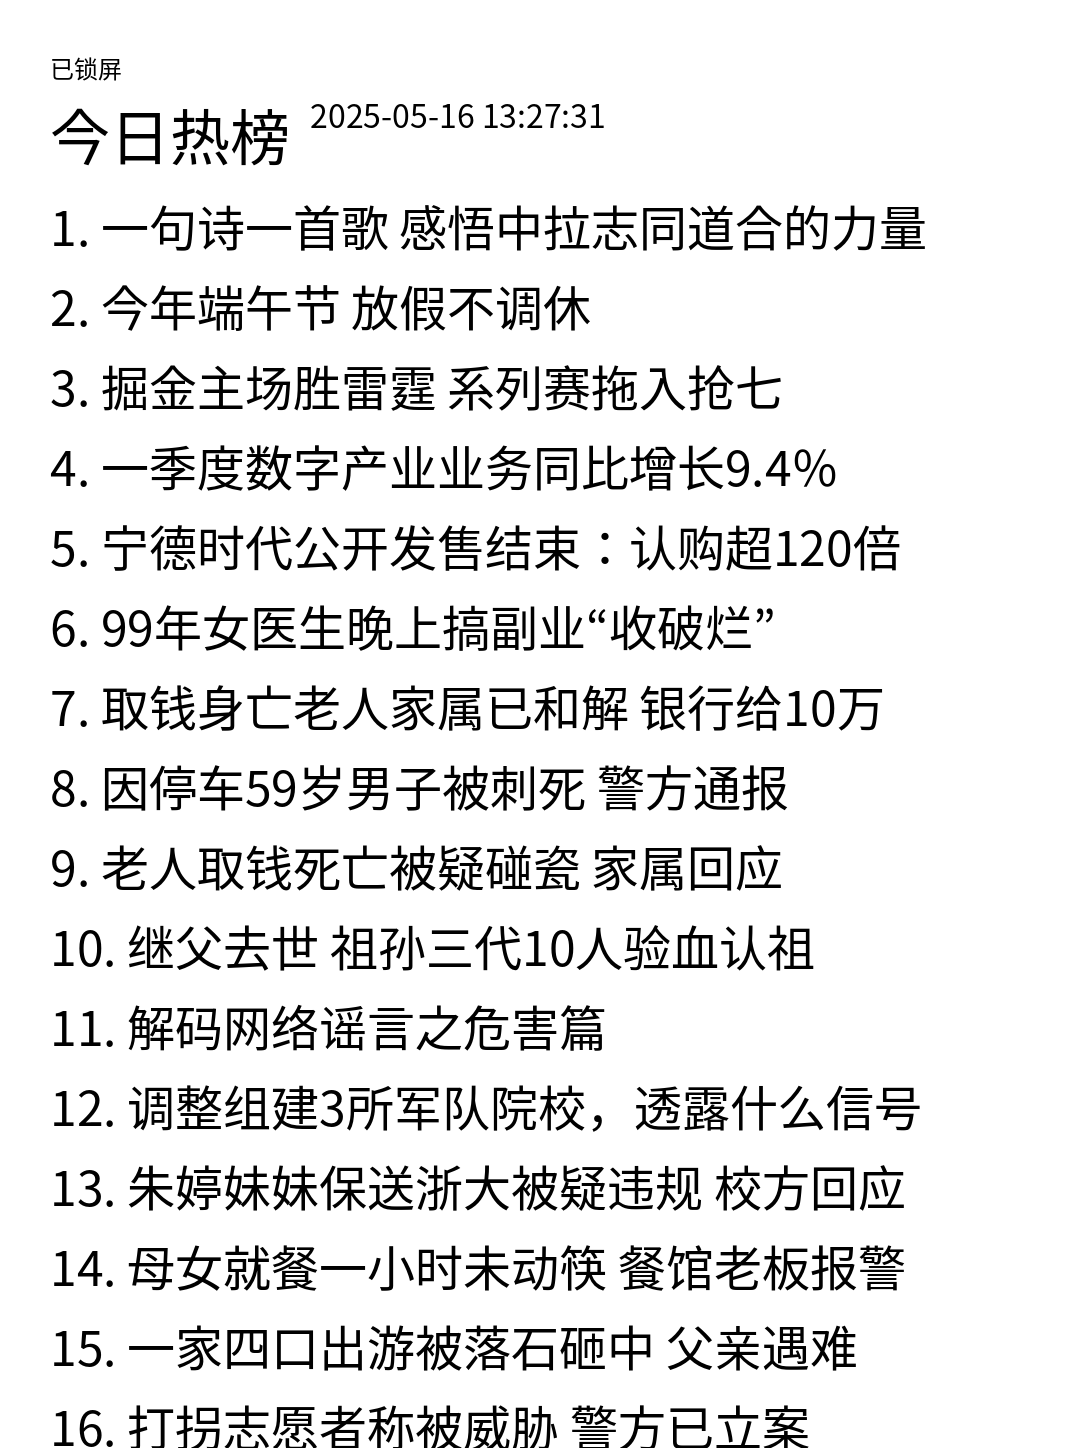 已锁屏
今日热榜 2025-05-16 13:27:31
1. 一句诗一首歌 感悟中拉志同道合的力量
2. 今年端午节 放假不调休
3. 掘金主场胜雷霆 系列赛拖入抢七
4. 一季度数字产业业务同比增长9.4%
5. 宁德时代公开发售结束：认购超120倍
6. 99年女医生晚上搞副业“收破烂”
7. 取钱身亡老人家属已和解 银行给10万
8. 因停车59岁男子被刺死 警方通报
9. 老人取钱死亡被疑碰瓷 家属回应
10. 继父去世 祖孙三代10人验血认祖
11. 解码网络谣言之危害篇
12. 调整组建3所军队院校，透露什么信号
13. 朱婷妹妹保送浙大被疑违规 校方回应
14. 母女就餐一小时未动筷 餐馆老板报警
15. 一家四口出游被落石砸中 父亲遇难
16. 打拐志愿者称被威胁 警方已立案